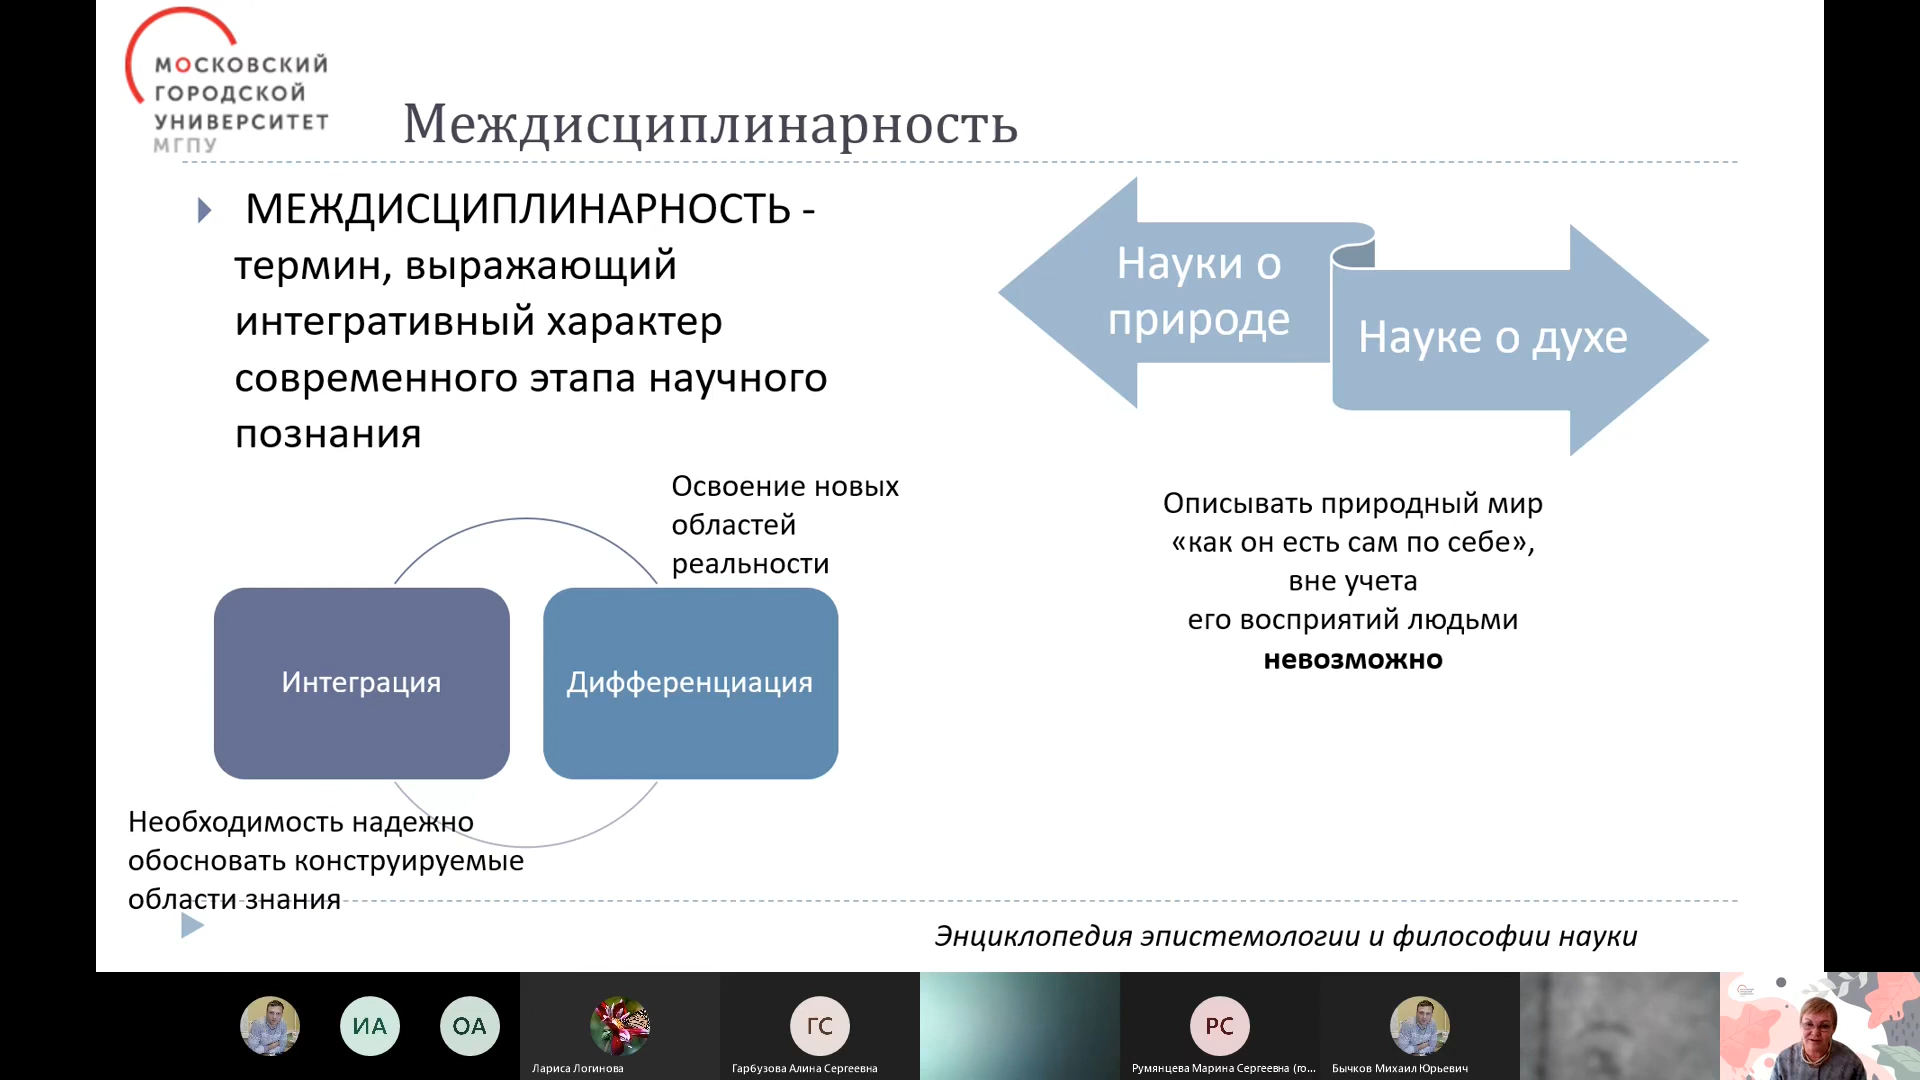 МОСКОВСКИЙ
ГОРОДСКОЙ
УНИВЕРСИТЕТ
МГПУ
Междисциплинарность
МЕЖДИСЦИПЛИНАРНОСТЬ -
термин, выражающий
интегративный характер
современного этапа научного
познания
Науки о
природе
Науке о духе
Освоение новых
областей
реальности
Интеграция
Дифференциация
Необходимость надежно
обосновать конструируемые
области знания
Описывать природный мир
«как он есть сам по себе»,
вне учета
его восприятий людьми
невозможно
Энциклопедия эпистемологии и философии науки
ИА
ОА
Лариса Логинова
ГС
Гарбузова Алина Сергеевна
РС
Румянцева Марина Сергеевна (го...
Бычков Михаил Юрьевич